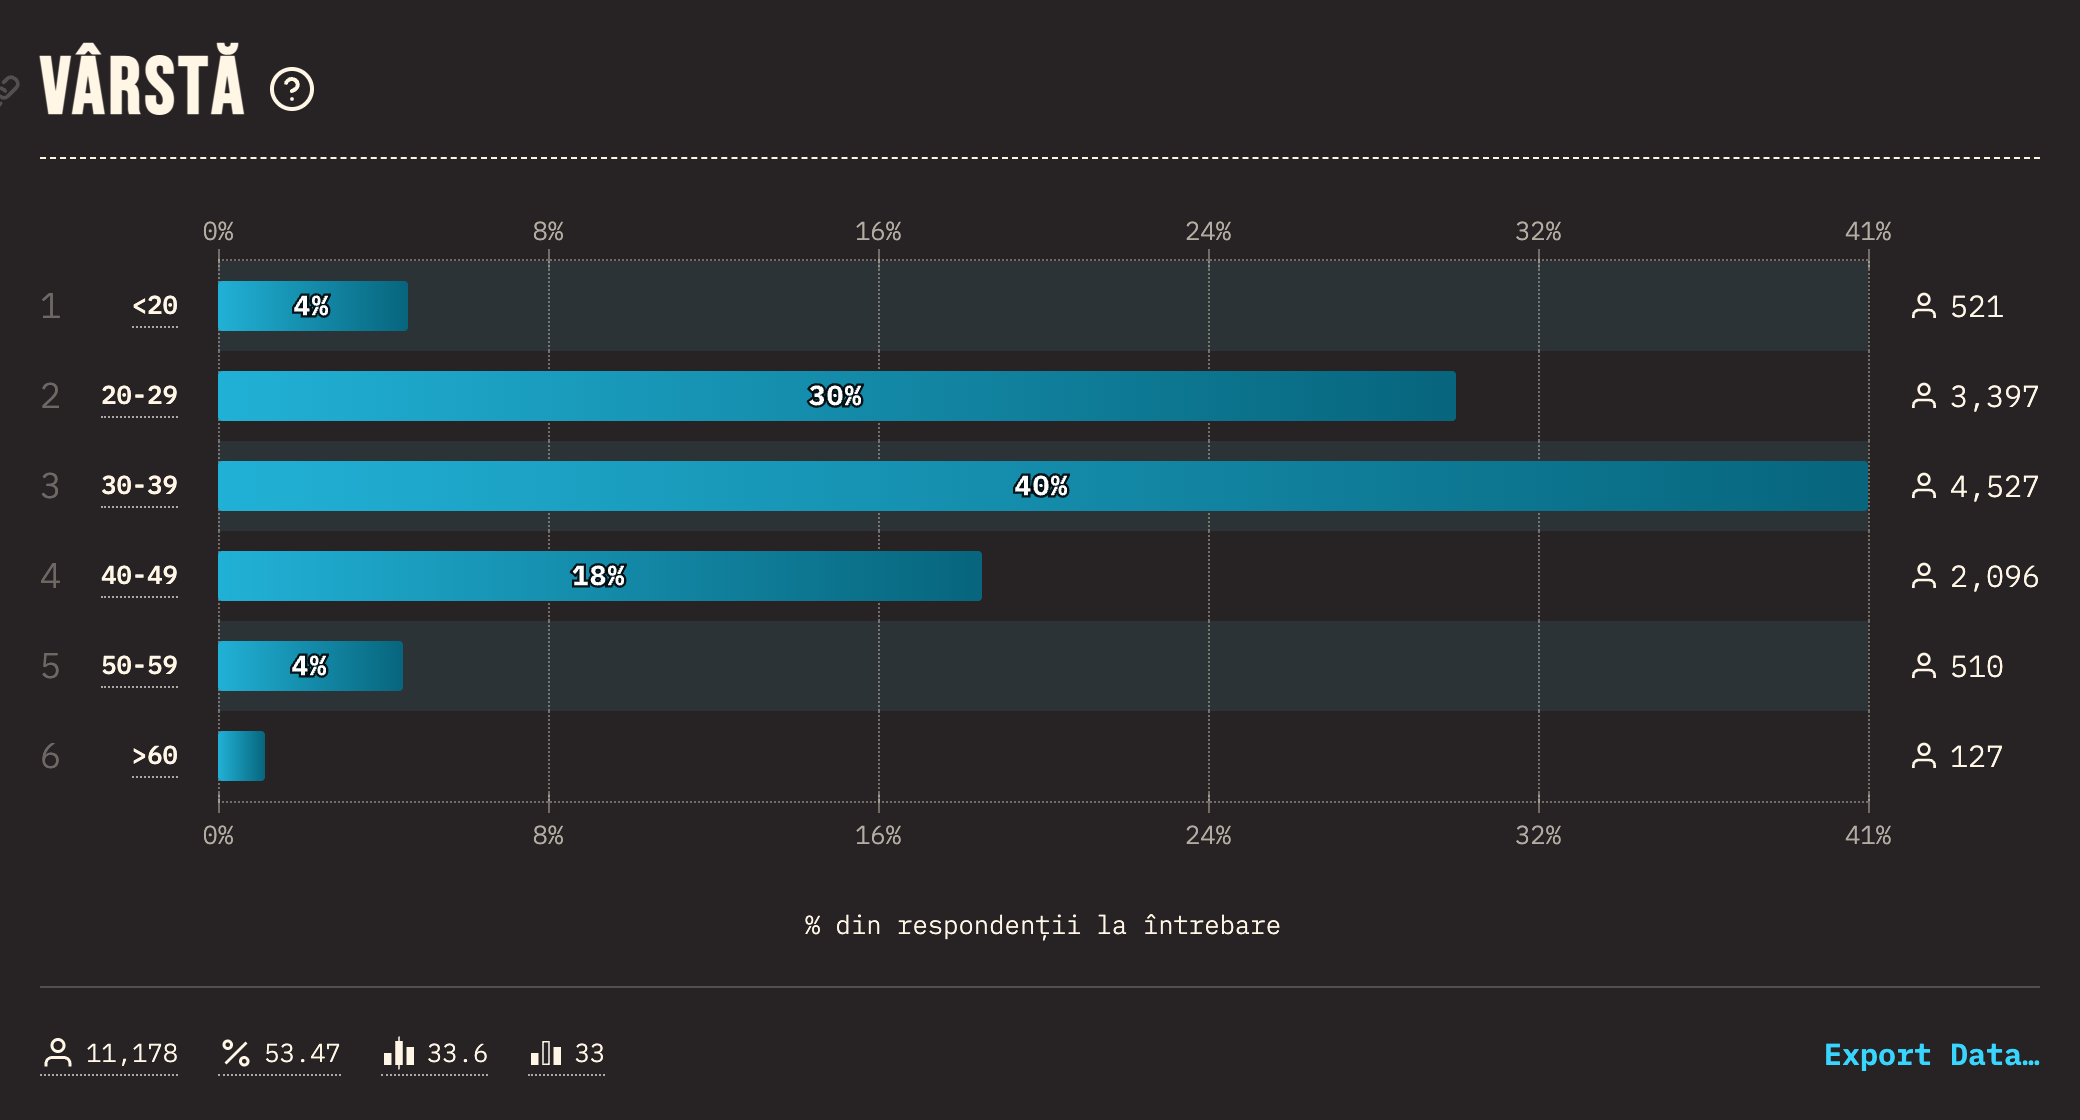 VÂRSTĂ ?
0% 8% 16% 24% 32% 41%
1 <20 4% 521
2 20-29 30% 3,397
3 30-39 40% 4,527
4 40-49 18% 2,096
5 50-59 4% 510
6 >60 127
0% 8% 16% 24% 32% 41%
% din respondenții la întrebare
11,178 % 53.47 33.6 33 Export Data…